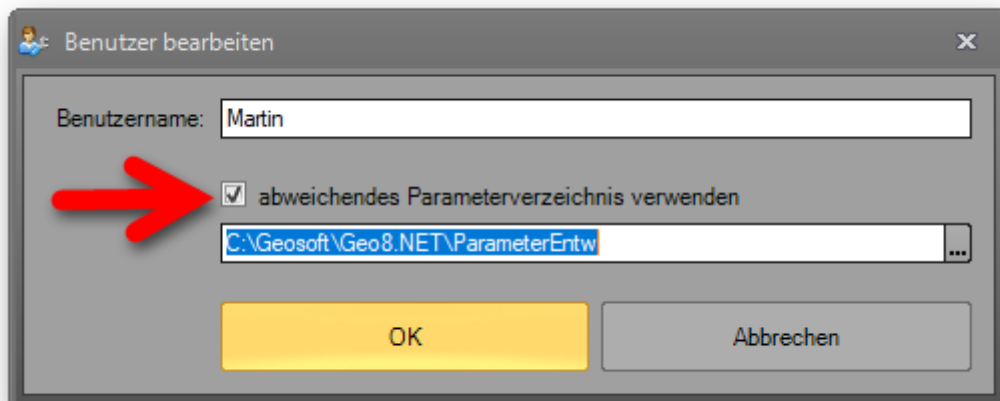 Benutzer bearbeiten
Benutzername: Martin
abweichendes Parameterverzeichnis verwenden
C:\Geosoft\Geo8.NET\ParameterEntw ...
OK Abbrechen